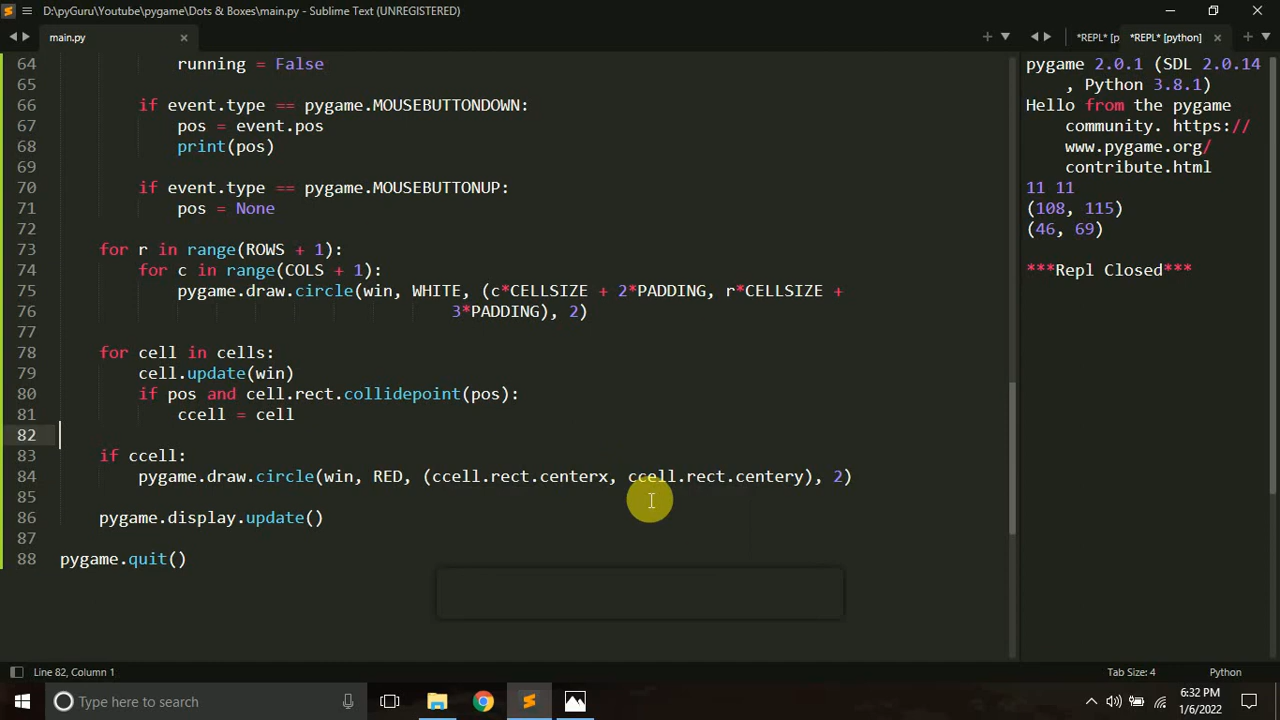 D:\pyGuru\Youtube\pygame\Dots & Boxes\main.py - Sublime Text (UNREGISTERED)
main.py
*REPL* [p
*REPL* [python]
64 running = False
65
66 if event.type == pygame.MOUSEBUTTONDOWN:
67 pos = event.pos
68 print(pos)
69
70 if event.type == pygame.MOUSEBUTTONUP:
71 pos = None
72
73 for r in range(ROWS + 1):
74 for c in range(COLS + 1):
75 pygame.draw.circle(win, WHITE, (c*CELLSIZE + 2*PADDING, r*CELLSIZE +
76 3*PADDING), 2)
77
78 for cell in cells:
79 cell.update(win)
80 if pos and cell.rect.collidepoint(pos):
81 ccell = cell
82
83 if ccell:
84 pygame.draw.circle(win, RED, (ccell.rect.centerx, ccell.rect.centery), 2)
85
86 pygame.display.update()
87
88 pygame.quit()
pygame 2.0.1 (SDL 2.0.14
, Python 3.8.1)
Hello from the pygame
community. https://
www.pygame.org/
contribute.html
11 11
(108, 115)
(46, 69)
***Repl Closed***
Line 82, Column 1
Tab Size: 4
Python
Type here to search
6:32 PM
1/6/2022